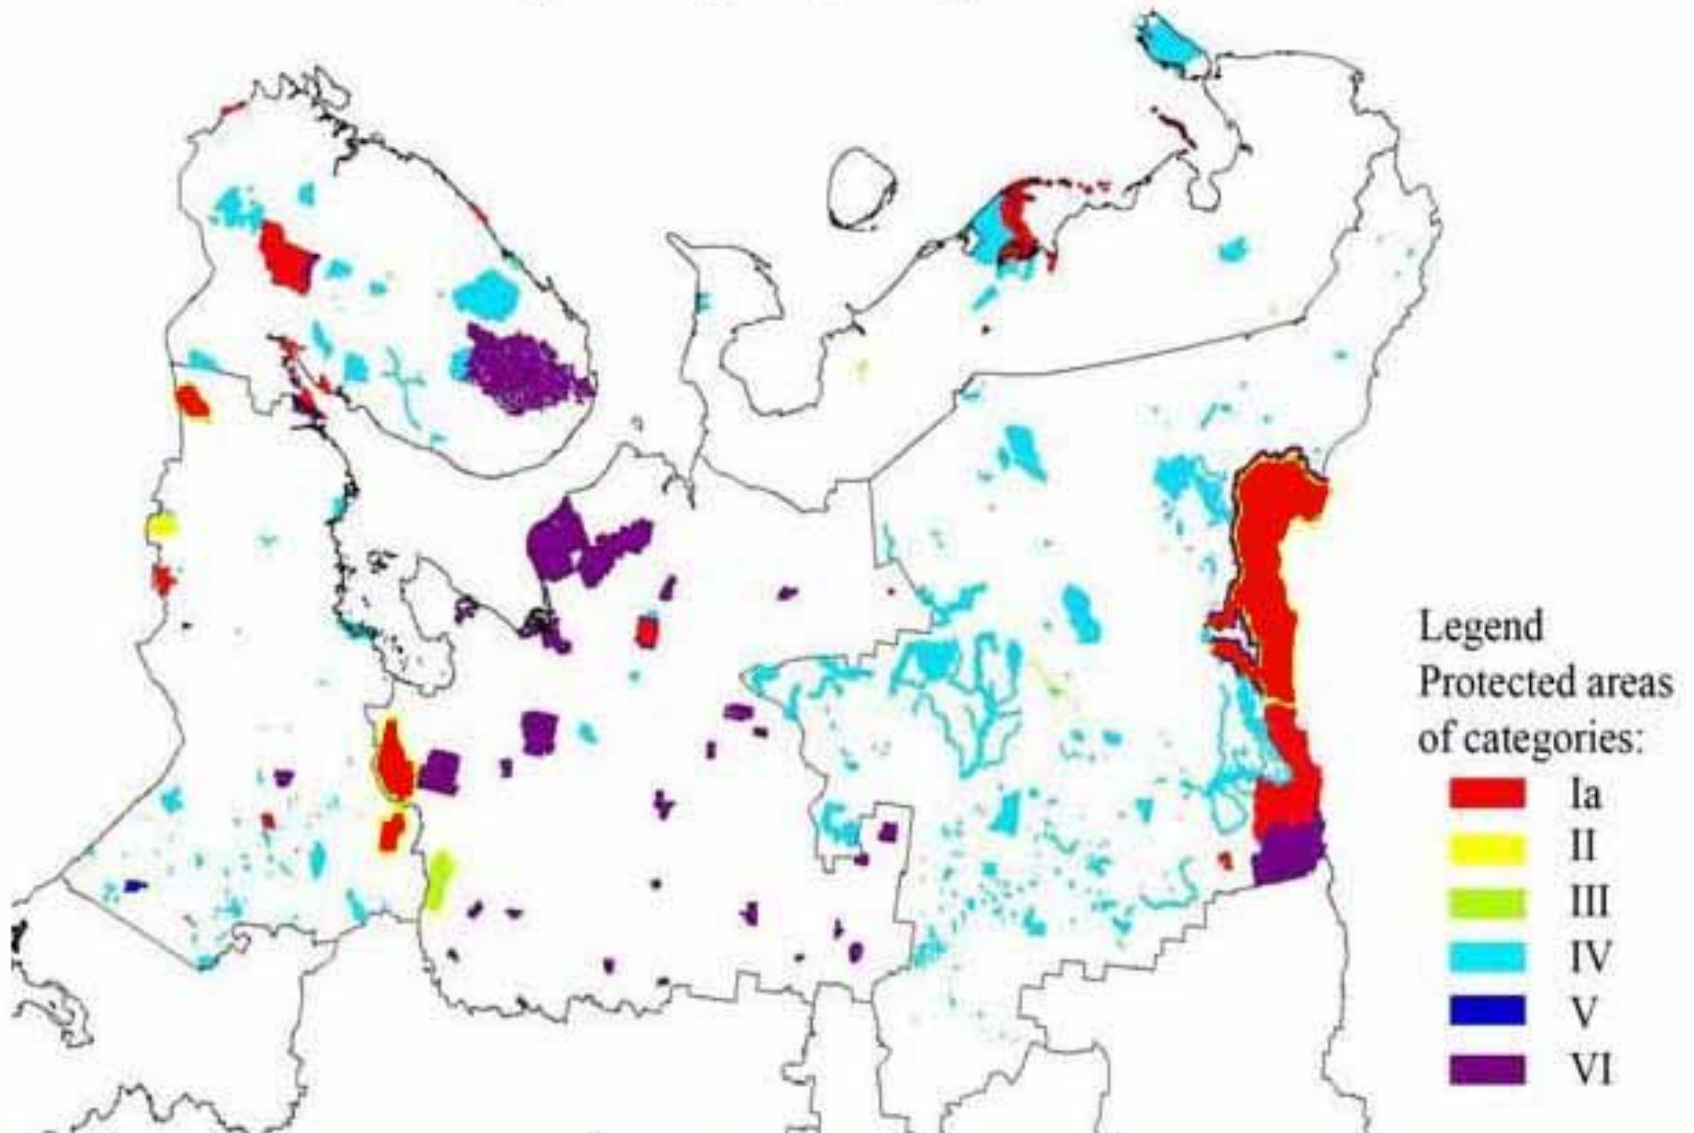 Legend
Protected areas
of categories:
Ia
II
III
IV
V
VI